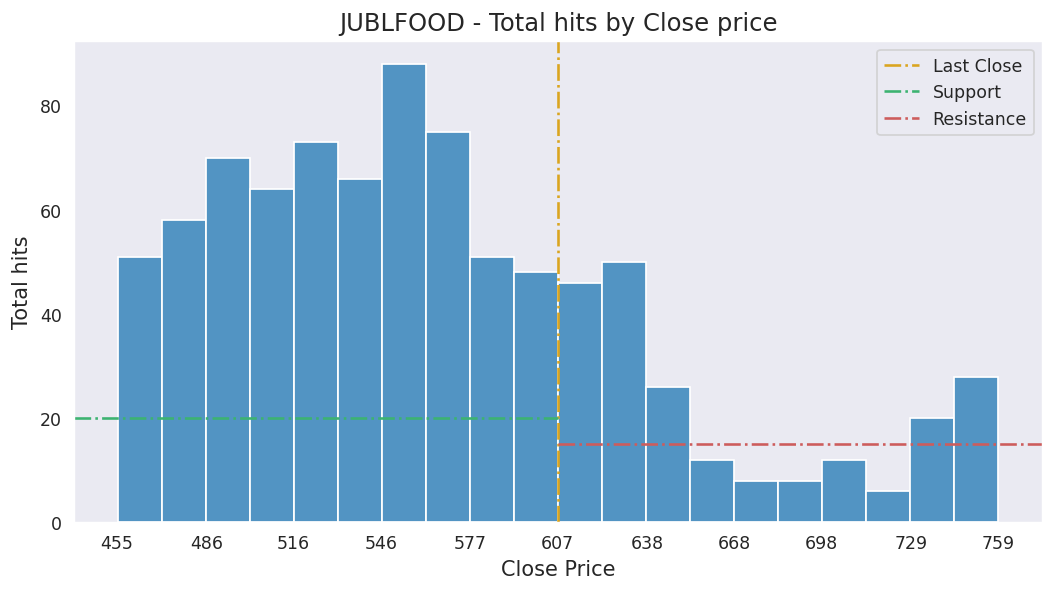 JUBLFOOD - Total hits by Close price
Last Close
Support
Resistance
Total hits
80
60
40
20
0
455 486 516 546 577 607 638 668 698 729 759
Close Price